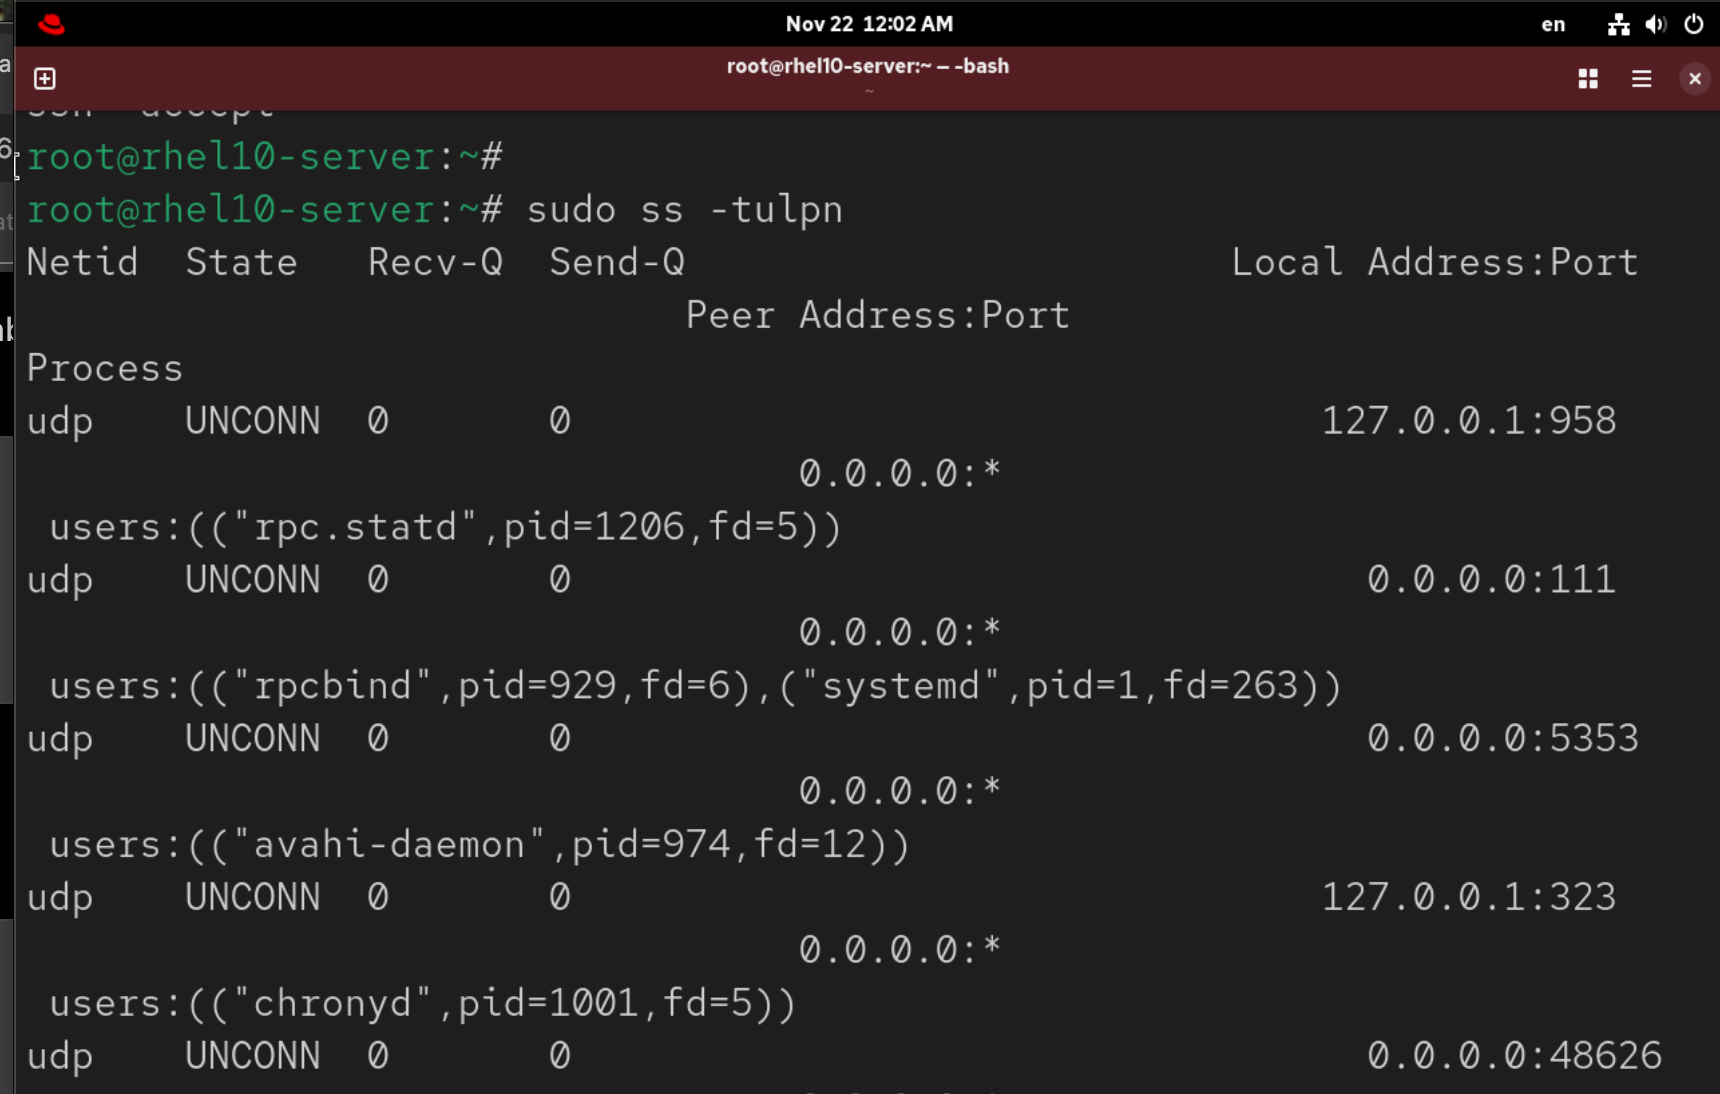 Nov 22 12:02 AM
en
root@rhel10-server:~ — -bash
~
root@rhel10-server:~#
root@rhel10-server:~# sudo ss -tulpn
Netid State Recv-Q Send-Q Local Address:Port
Peer Address:Port
Process
udp UNCONN 0 0 127.0.0.1:958
0.0.0.0:*
users:(("rpc.statd",pid=1206,fd=5))
udp UNCONN 0 0 0.0.0.0:111
0.0.0.0:*
users:(("rpcbind",pid=929,fd=6),("systemd",pid=1,fd=263))
udp UNCONN 0 0 0.0.0.0:5353
0.0.0.0:*
users:(("avahi-daemon",pid=974,fd=12))
udp UNCONN 0 0 127.0.0.1:323
0.0.0.0:*
users:(("chronyd",pid=1001,fd=5))
udp UNCONN 0 0 0.0.0.0:48626